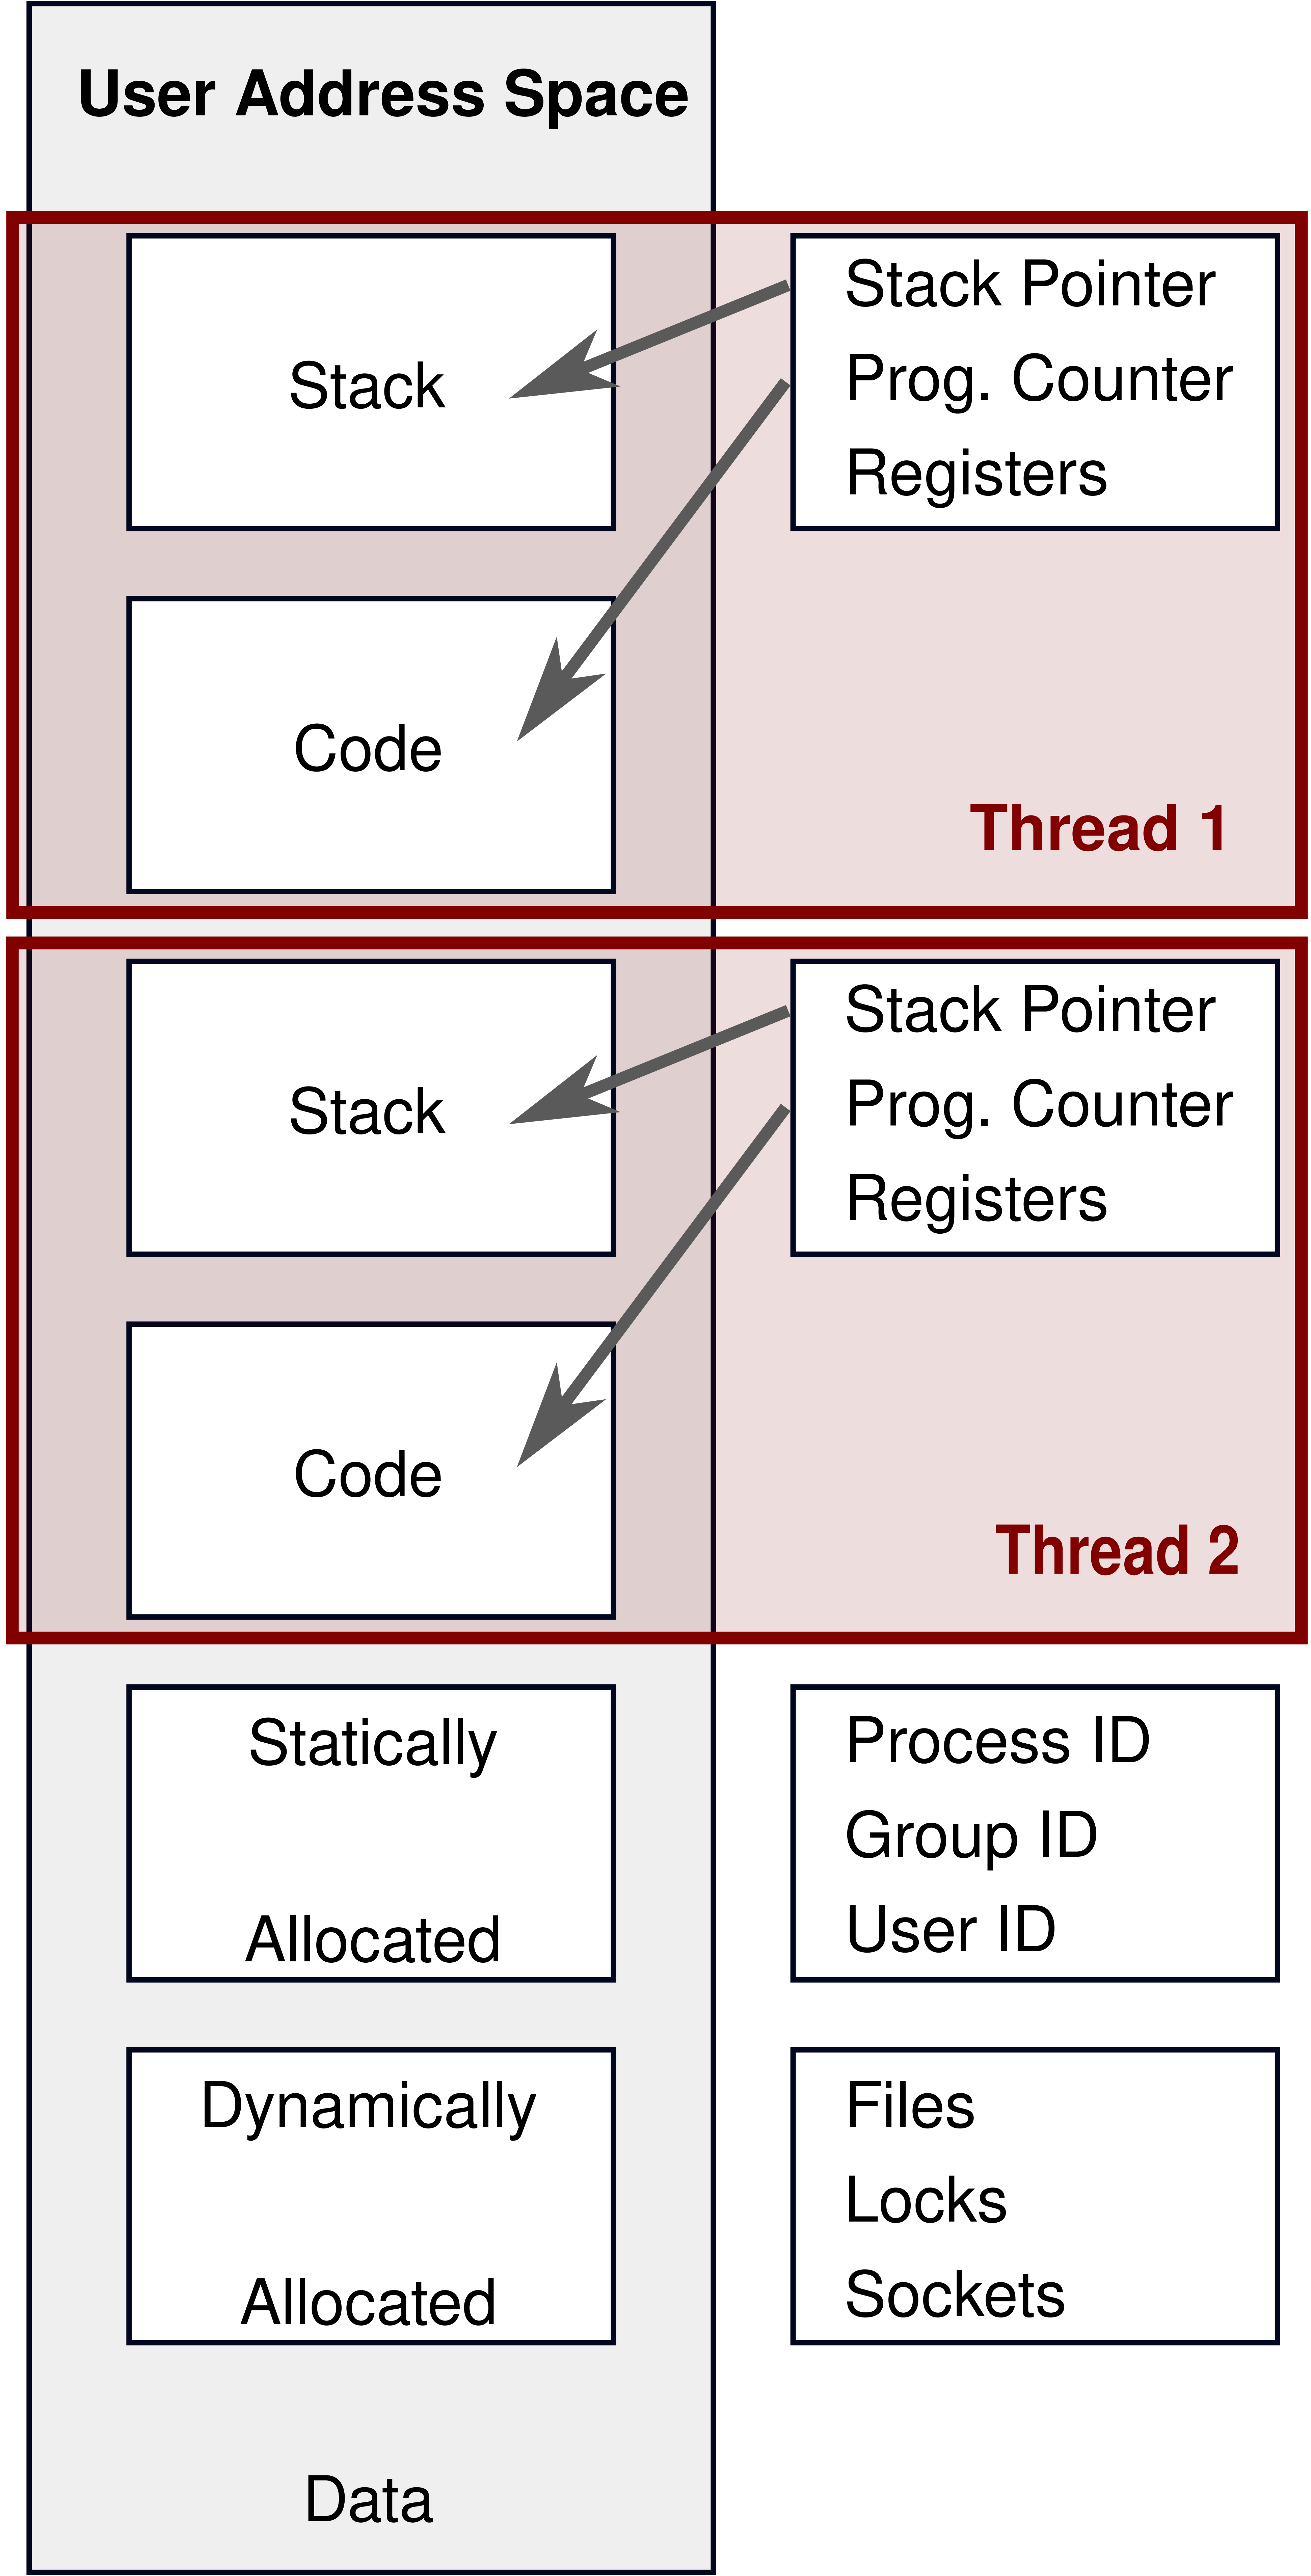 User Address Space
Stack
Stack Pointer
Prog. Counter
Registers
Code
Thread 1
Stack
Stack Pointer
Prog. Counter
Registers
Code
Thread 2
Statically
Allocated
Process ID
Group ID
User ID
Dynamically
Allocated
Files
Locks
Sockets
Data